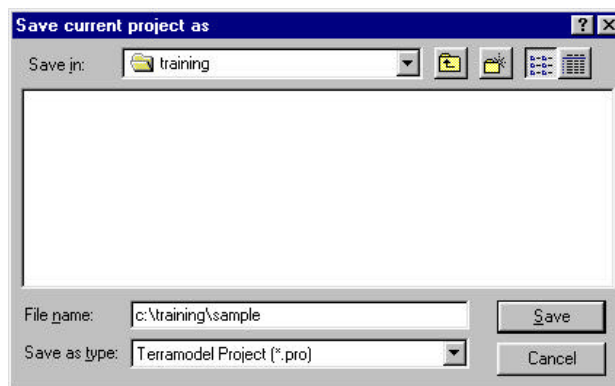 Save current project as
Save in: training
File name: c:\training\sample
Save
Save as type: Terramodel Project (*.pro)
Cancel